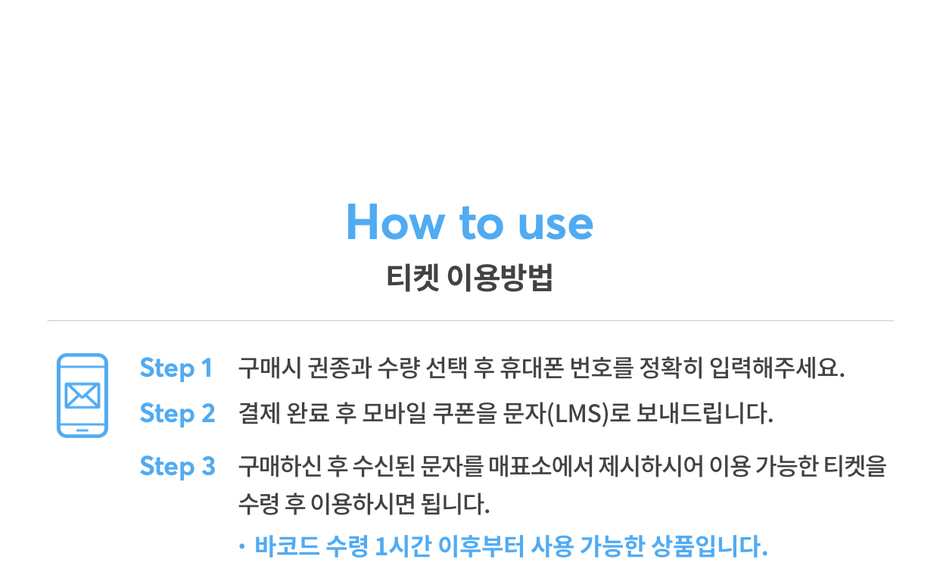 How to use
티켓 이용방법
Step 1 구매시 권종과 수량 선택 후 휴대폰 번호를 정확히 입력해주세요.
Step 2 결제 완료 후 모바일 쿠폰을 문자(LMS)로 보내드립니다.
Step 3 구매하신 후 수신된 문자를 매표소에서 제시하시어 이용 가능한 티켓을
수령 후 이용하시면 됩니다.
• 바코드 수령 1시간 이후부터 사용 가능한 상품입니다.